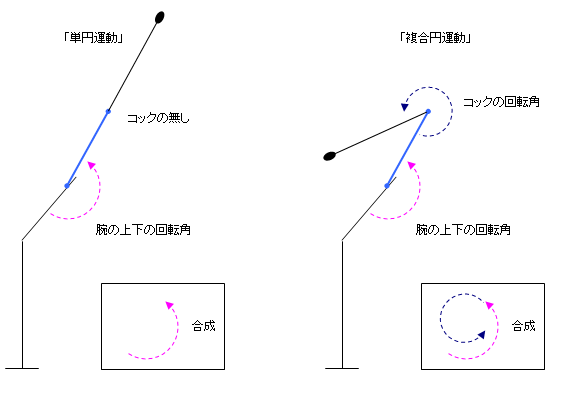 「単円運動」
コックの無し
腕の上下の回転角
合成
「複合円運動」
コックの回転角
腕の上下の回転角
合成